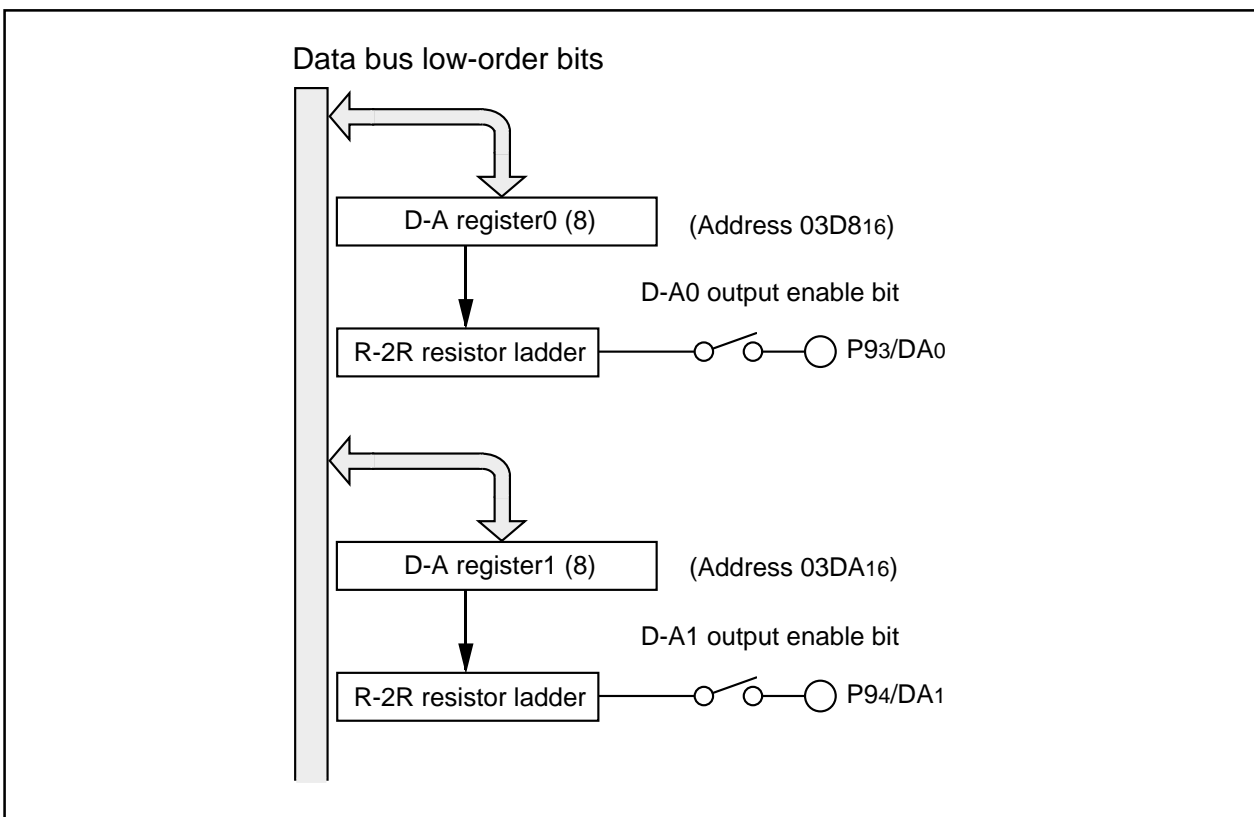 Data bus low-order bits
D-A register0 (8)
(Address 03D816)
D-A0 output enable bit
R-2R resistor ladder
P93/DA0
D-A register1 (8)
(Address 03DA16)
D-A1 output enable bit
R-2R resistor ladder
P94/DA1